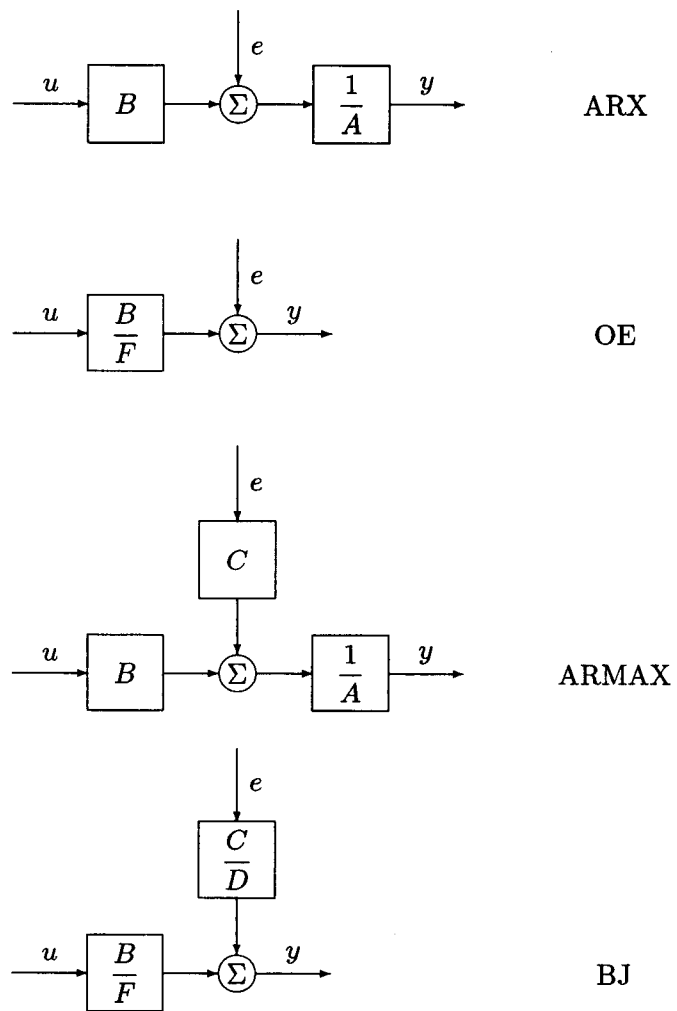 e
u B Σ 1/A y ARX
e
u B/F Σ y OE
e
C
u B Σ 1/A y ARMAX
e
C/D
u B/F Σ y BJ